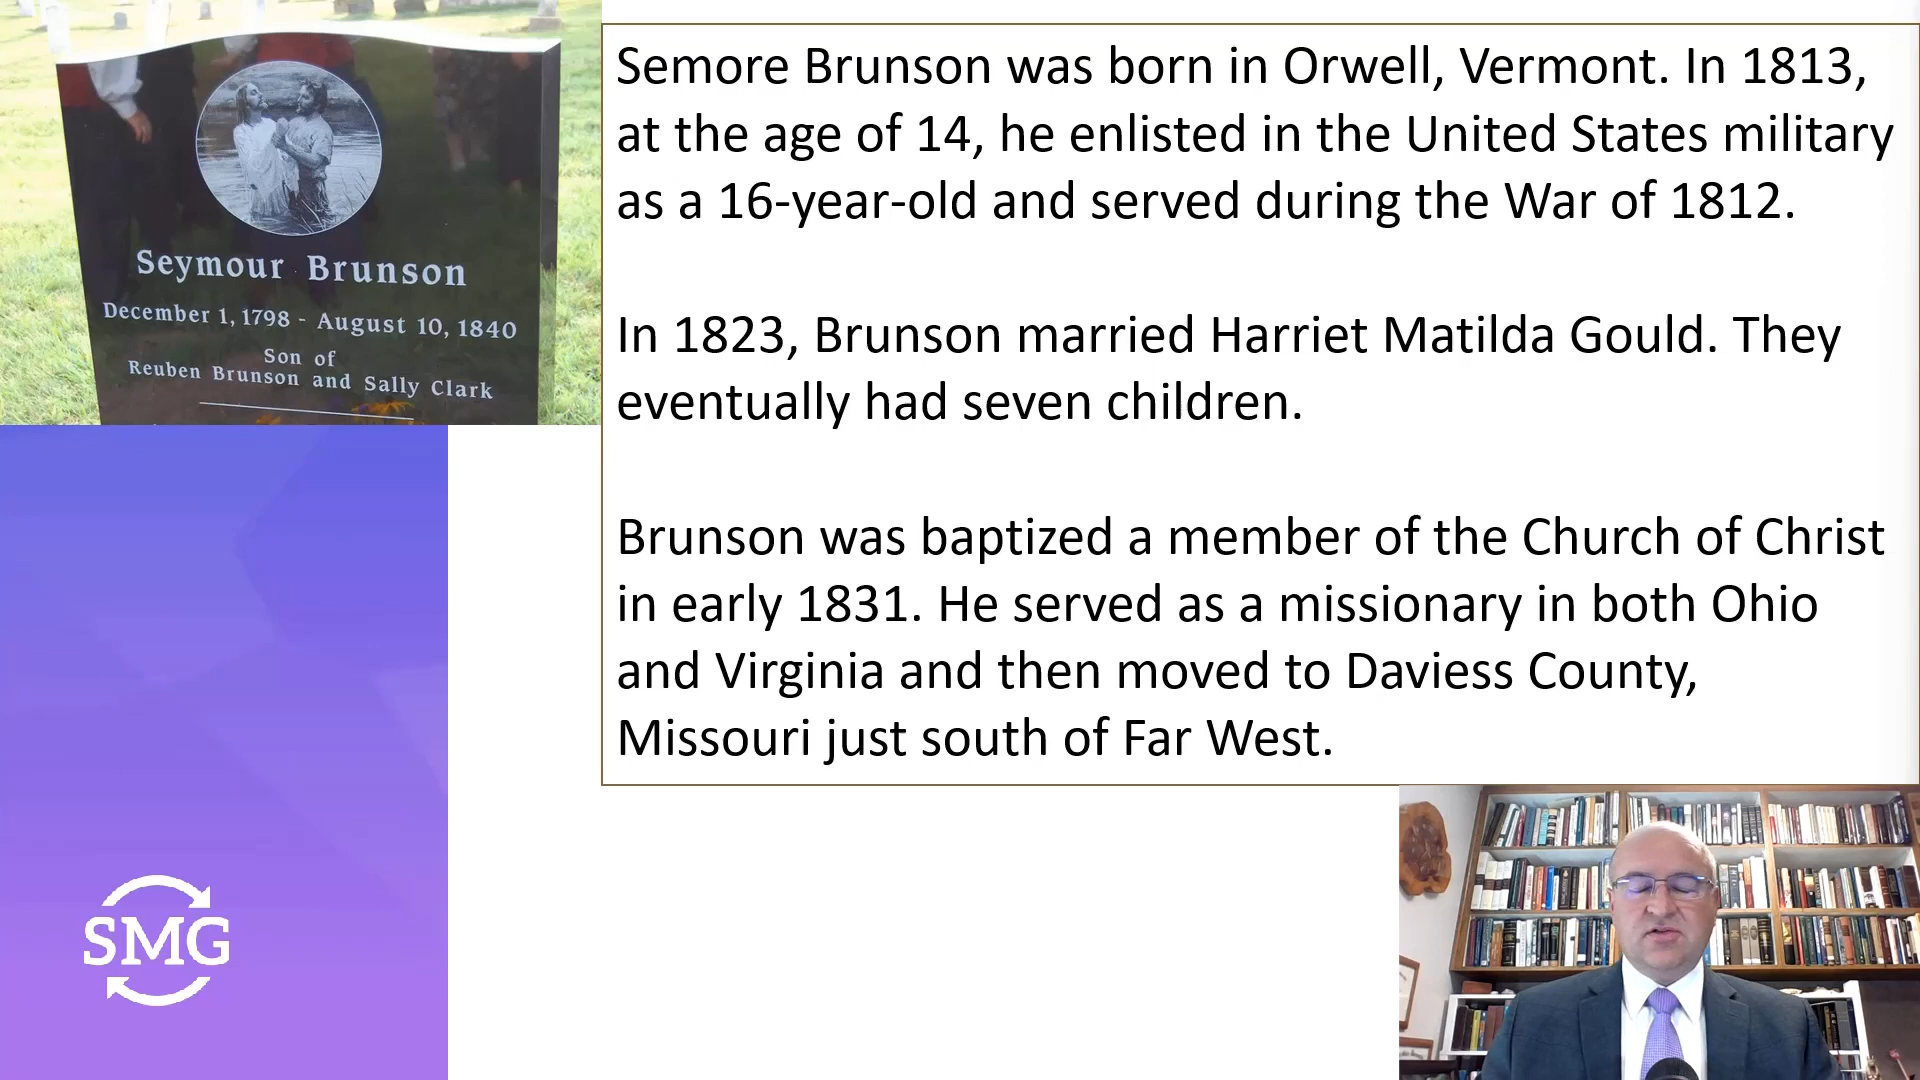 Seymour Brunson
December 1, 1798 - August 10, 1840
Son of
Reuben Brunson and Sally Clark
Semore Brunson was born in Orwell, Vermont. In 1813,
at the age of 14, he enlisted in the United States military
as a 16-year-old and served during the War of 1812.
In 1823, Brunson married Harriet Matilda Gould. They
eventually had seven children.
Brunson was baptized a member of the Church of Christ
in early 1831. He served as a missionary in both Ohio
and Virginia and then moved to Daviess County,
Missouri just south of Far West.
SMG